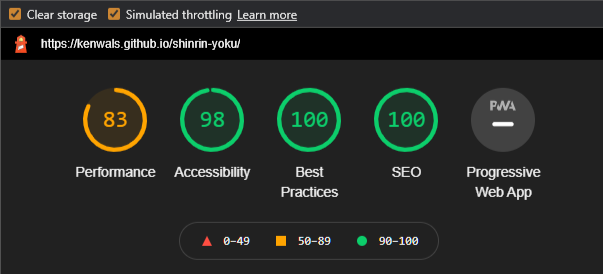 Clear storage Simulated throttling Learn more
https://kenwals.github.io/shinrin-yoku/
83 98 100 100 PWA
Performance Accessibility Best Practices SEO Progressive Web App
0–49 50–89 90–100